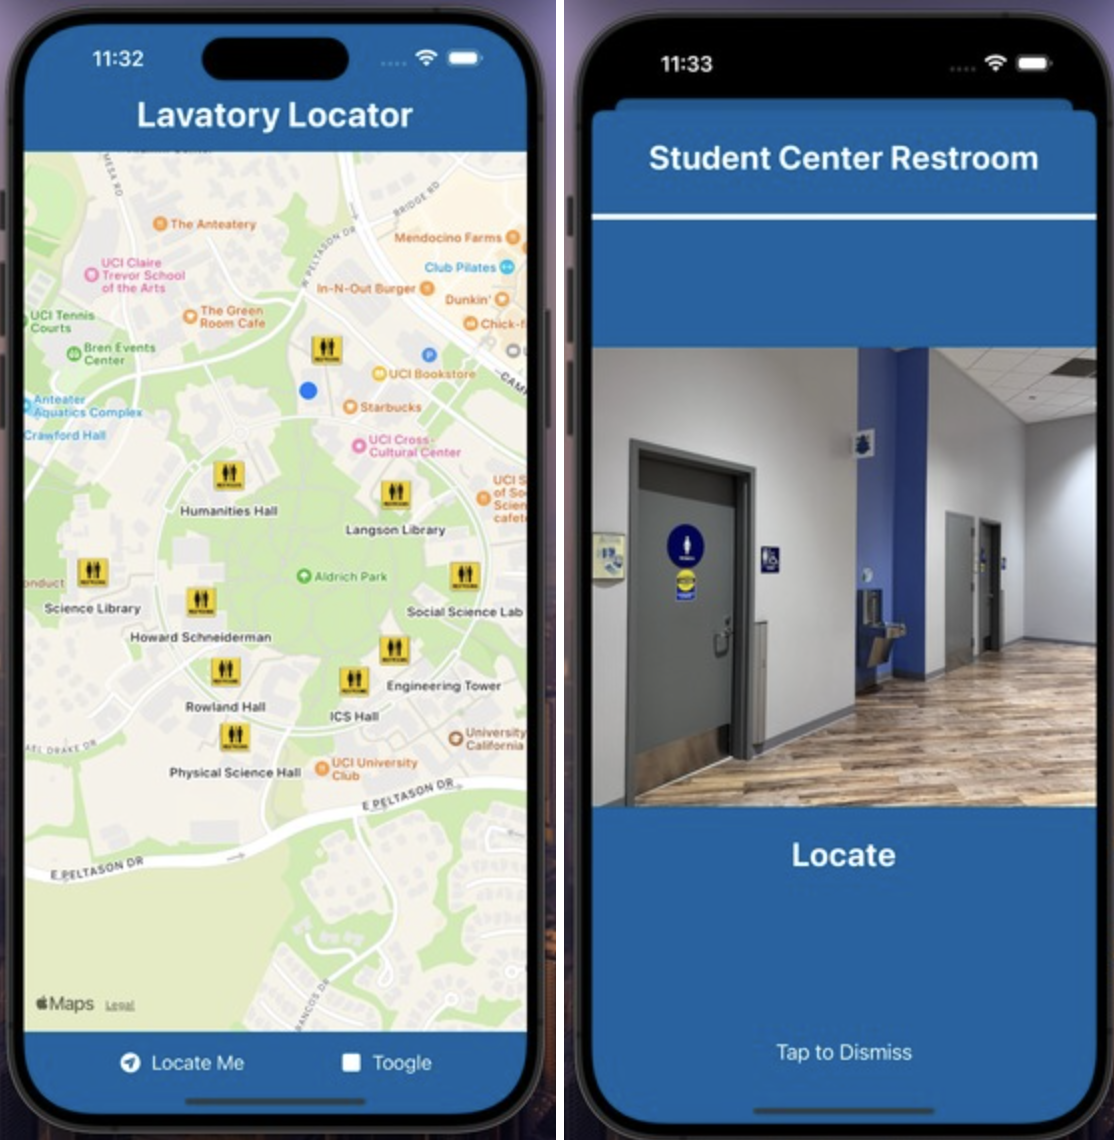 11:32
Lavatory Locator
MESA RD
BRIDGE RD
The Anteatery
W PELTASON DR
Mendocino Farms
UCI Claire
Trevor School
of the Arts
Club Pilates
In-N-Out Burger
Dunkin'
UCI Tennis
Courts
The Green
Room Cafe
Chick-f
Bren Events
Center
P
UCI Bookstore
CAM
Anteater
Aquatics Complex
Starbucks
Crawford Hall
UCI Cross-
Cultural Center
Humanities Hall
UCI S
of So
Scien
cafet
Langson Library
onduct
Aldrich Park
Science Library
Social Science Lab
Howard Schneiderman
Engineering Tower
Rowland Hall
ICS Hall
University
California
AEL DRAKE DR
Physical Science Hall
UCI University
Club
E PELTASON DR
E PELTASON DR
RANCOS DR
Maps Legal
Locate Me
Toogle
11:33
Student Center Restroom
Locate
Tap to Dismiss